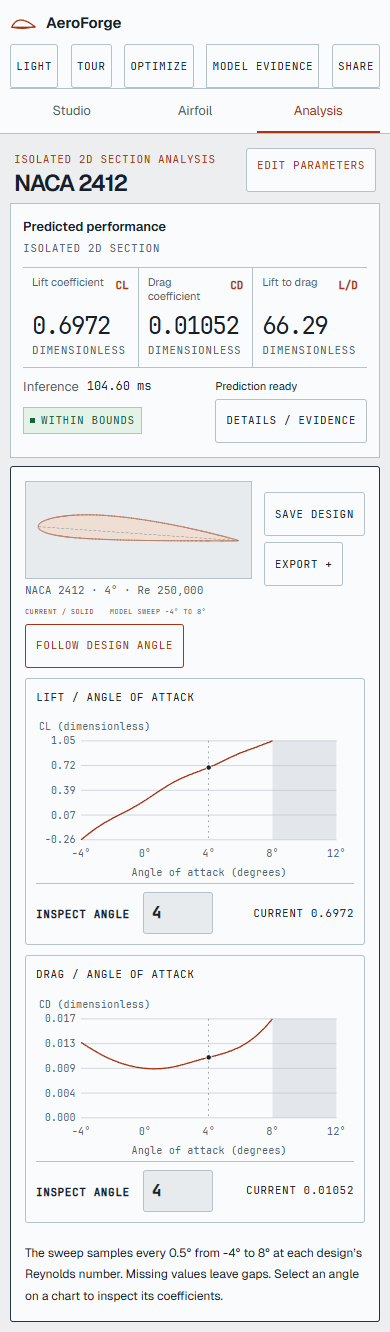 AeroForge
LIGHT TOUR OPTIMIZE MODEL EVIDENCE SHARE
Studio Airfoil Analysis
ISOLATED 2D SECTION ANALYSIS
NACA 2412
EDIT PARAMETERS
Predicted performance
ISOLATED 2D SECTION
Lift coefficient CL
0.6972
DIMENSIONLESS
Drag
coefficient CD
0.01052
DIMENSIONLESS
Lift to drag L/D
66.29
DIMENSIONLESS
Inference 104.60 ms
WITHIN BOUNDS
Prediction ready
DETAILS / EVIDENCE
SAVE DESIGN
EXPORT +
NACA 2412 · 4° · Re 250,000
CURRENT / SOLID MODEL SWEEP -4° TO 8°
FOLLOW DESIGN ANGLE
LIFT / ANGLE OF ATTACK
CL (dimensionless)
1.05
0.72
0.39
0.07
-0.26
-4° 0° 4° 8° 12°
Angle of attack (degrees)
INSPECT ANGLE 4 CURRENT 0.6972
DRAG / ANGLE OF ATTACK
CD (dimensionless)
0.017
0.013
0.009
0.004
0.000
-4° 0° 4° 8° 12°
Angle of attack (degrees)
INSPECT ANGLE 4 CURRENT 0.01052
The sweep samples every 0.5° from -4° to 8° at each design's
Reynolds number. Missing values leave gaps. Select an angle
on a chart to inspect its coefficients.